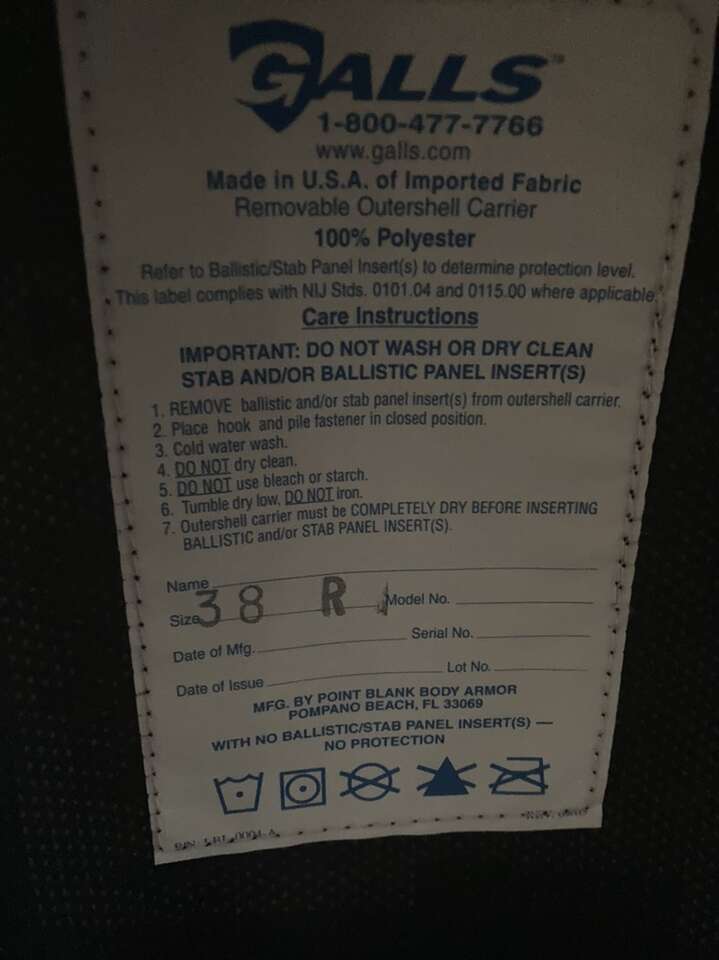 GALLS™
1-800-477-7766
www.galls.com
Made in U.S.A. of Imported Fabric
Removable Outershell Carrier
100% Polyester
Refer to Ballistic/Stab Panel Insert(s) to determine protection level.
This label complies with NIJ Stds. 0101.04 and 0115.00 where applicable.
Care Instructions
IMPORTANT: DO NOT WASH OR DRY CLEAN
STAB AND/OR BALLISTIC PANEL INSERT(S)
1. REMOVE ballistic and/or stab panel insert(s) from outershell carrier.
2. Place hook and pile fastener in closed position.
3. Cold water wash.
4. DO NOT dry clean.
5. DO NOT use bleach or starch.
6. Tumble dry low, DO NOT iron.
7. Outershell carrier must be COMPLETELY DRY BEFORE INSERTING
BALLISTIC and/or STAB PANEL INSERT(S).
Name
Size 38 R Model No.
Date of Mfg. Serial No.
Date of Issue Lot No.
MFG. BY POINT BLANK BODY ARMOR
POMPANO BEACH, FL 33069
WITH NO BALLISTIC/STAB PANEL INSERT(S) —
NO PROTECTION